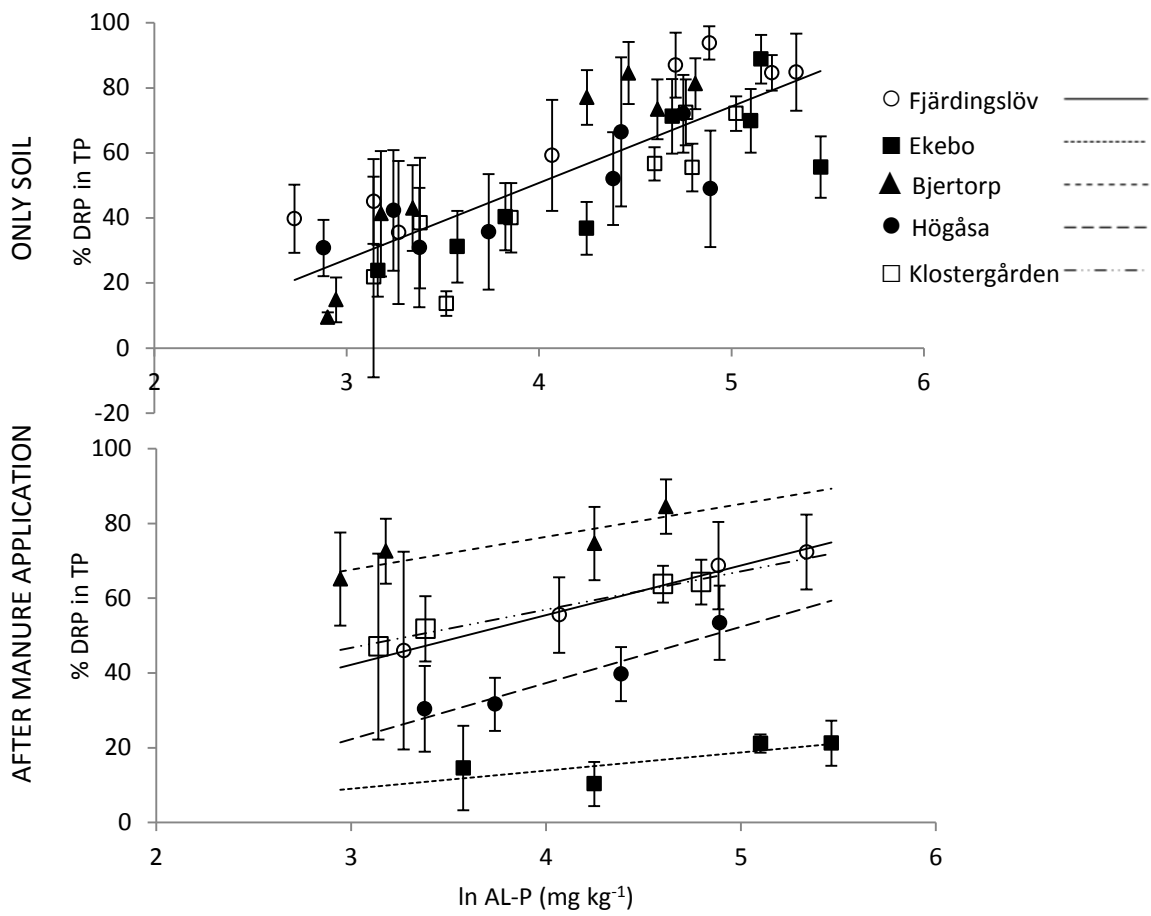 ONLY SOIL
% DRP in TP
100
80
60
40
20
0
-20
2
3
4
5
6
Fjärdingslöv
Ekebo
Bjertorp
Högåsa
Klostergården
AFTER MANURE APPLICATION
% DRP in TP
100
80
60
40
20
0
2
3
4
5
6
ln AL-P (mg kg⁻¹)